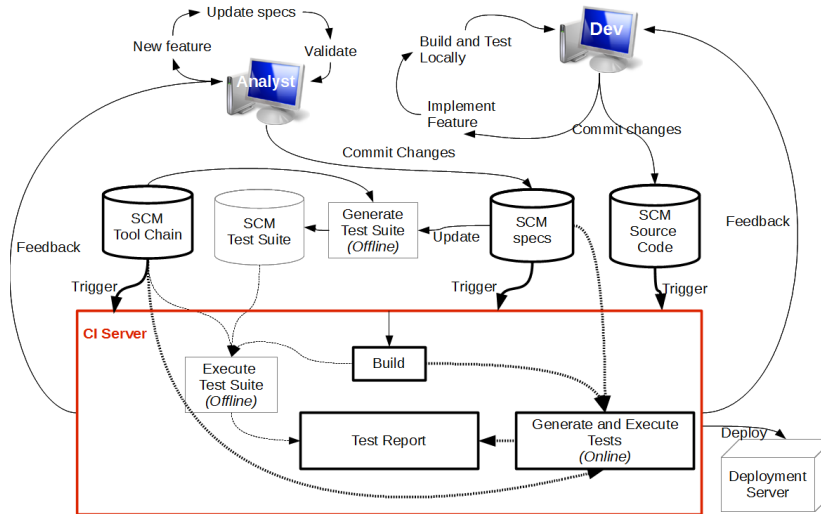 Update specs
New feature
Validate
Analyst
Dev
Build and Test
Locally
Implement
Feature
Commit changes
Commit Changes
SCM
Tool Chain
SCM
Test Suite
Generate
Test Suite
(Offline)
Update
SCM
specs
SCM
Source
Code
Feedback
Feedback
Trigger
Trigger
Trigger
CI Server
Build
Execute
Test Suite
(Offline)
Test Report
Generate and Execute
Tests
(Online)
Deploy
Deployment
Server